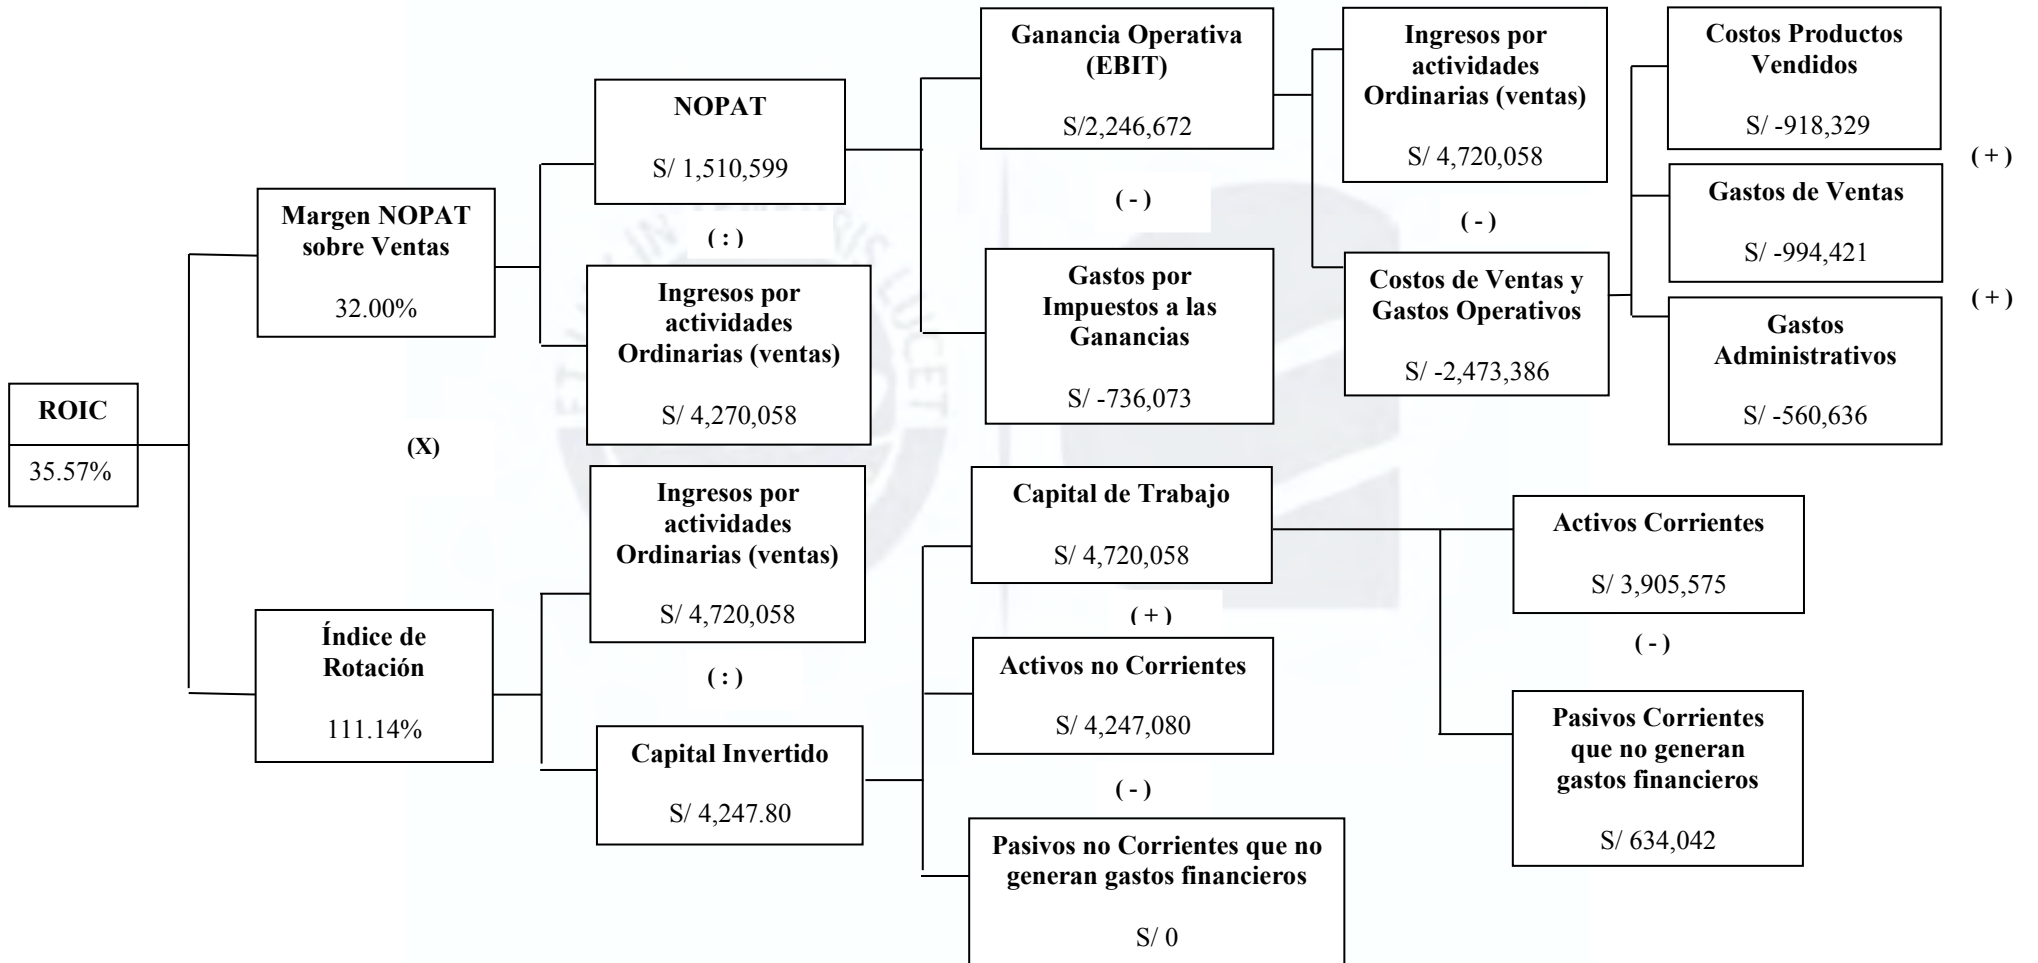 ROIC
35.57%
Margen NOPAT
sobre Ventas
32.00%
(X)
Índice de
Rotación
111.14%
NOPAT
S/ 1,510,599
( : )
Ingresos por
actividades
Ordinarias (ventas)
S/ 4,270,058
Ingresos por
actividades
Ordinarias (ventas)
S/ 4,720,058
( : )
Capital Invertido
S/ 4,247.80
Ganancia Operativa
(EBIT)
S/2,246,672
( - )
Gastos por
Impuestos a las
Ganancias
S/ -736,073
Capital de Trabajo
S/ 4,720,058
( + )
Activos no Corrientes
S/ 4,247,080
( - )
Pasivos no Corrientes que no
generan gastos financieros
S/ 0
Ingresos por
actividades
Ordinarias (ventas)
S/ 4,720,058
( - )
Costos de Ventas y
Gastos Operativos
S/ -2,473,386
Activos Corrientes
S/ 3,905,575
( - )
Pasivos Corrientes
que no generan
gastos financieros
S/ 634,042
Costos Productos
Vendidos
S/ -918,329
( + )
Gastos de Ventas
S/ -994,421
( + )
Gastos
Administrativos
S/ -560,636